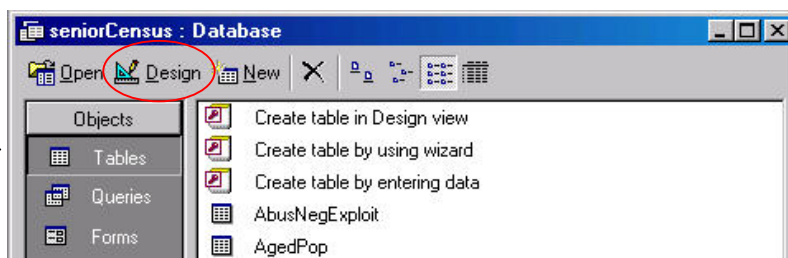 seniorCensus : Database
Open Design New
Objects
Tables
Queries
Forms
Create table in Design view
Create table by using wizard
Create table by entering data
AbusNegExploit
AgedPop